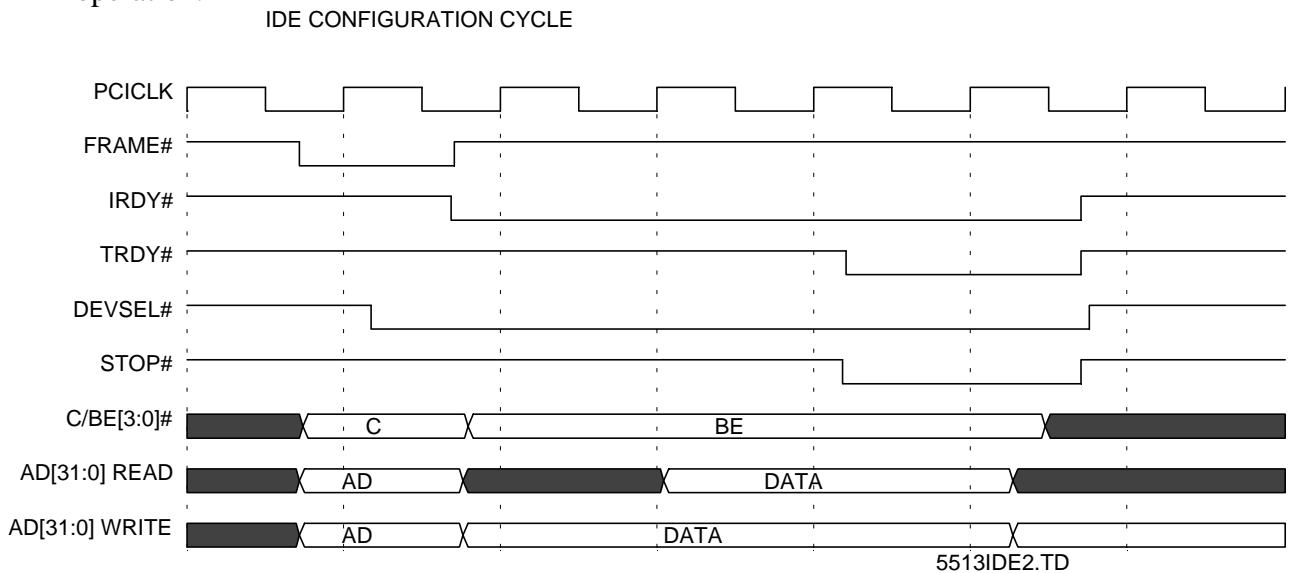 operation.
IDE CONFIGURATION CYCLE
PCICLK
FRAME#
IRDY#
TRDY#
DEVSEL#
STOP#
C/BE[3:0]# C BE
AD[31:0] READ AD DATA
AD[31:0] WRITE AD DATA
5513IDE2.TD